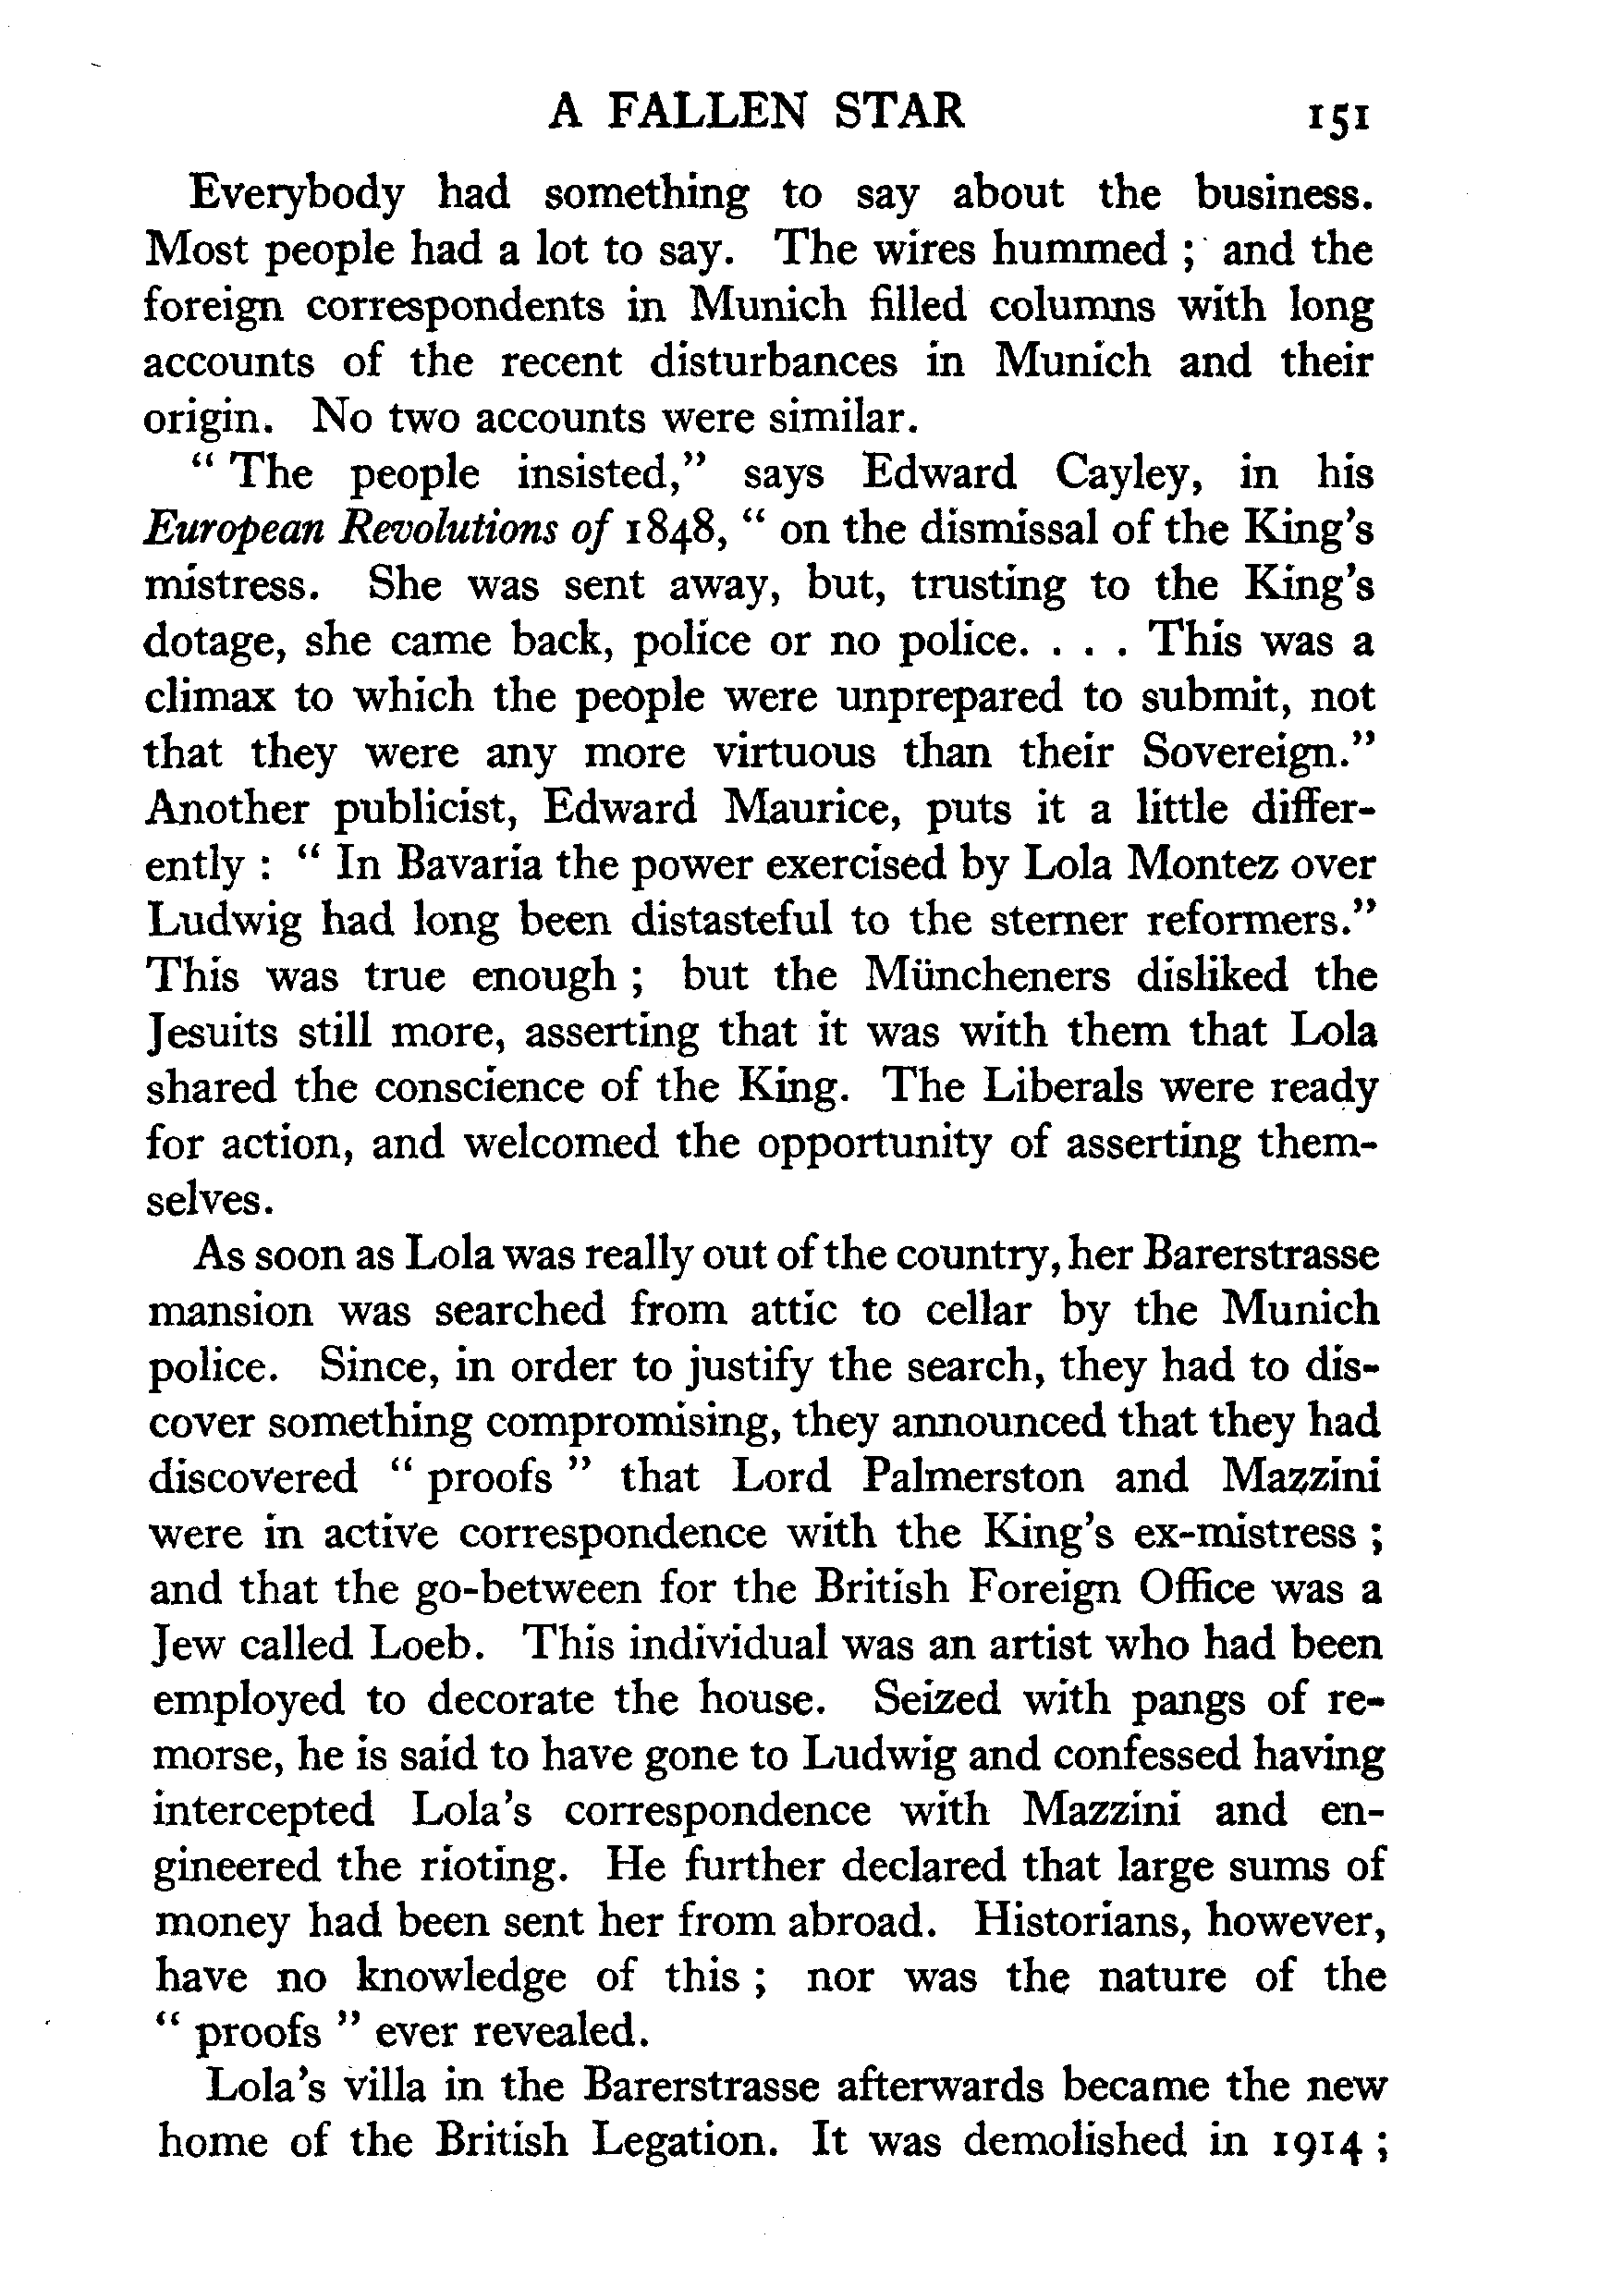 A FALLEN STAR 151
Everybody had something to say about the business.
Most people had a lot to say. The wires hummed ; and the
foreign correspondents in Munich filled columns with long
accounts of the recent disturbances in Munich and their
origin. No two accounts were similar.
“ The people insisted,” says Edward Cayley, in his
European Revolutions of 1848, “ on the dismissal of the King’s
mistress. She was sent away, but, trusting to the King’s
dotage, she came back, police or no police. . . . This was a
climax to which the people were unprepared to submit, not
that they were any more virtuous than their Sovereign.”
Another publicist, Edward Maurice, puts it a little differ-
ently : “ In Bavaria the power exercised by Lola Montez over
Ludwig had long been distasteful to the sterner reformers.”
This was true enough ; but the Müncheners disliked the
Jesuits still more, asserting that it was with them that Lola
shared the conscience of the King. The Liberals were ready
for action, and welcomed the opportunity of asserting them-
selves.
As soon as Lola was really out of the country, her Barerstrasse
mansion was searched from attic to cellar by the Munich
police. Since, in order to justify the search, they had to dis-
cover something compromising, they announced that they had
discovered “ proofs ” that Lord Palmerston and Mazzini
were in active correspondence with the King’s ex-mistress ;
and that the go-between for the British Foreign Office was a
Jew called Loeb. This individual was an artist who had been
employed to decorate the house. Seized with pangs of re-
morse, he is said to have gone to Ludwig and confessed having
intercepted Lola’s correspondence with Mazzini and en-
gineered the rioting. He further declared that large sums of
money had been sent her from abroad. Historians, however,
have no knowledge of this ; nor was the nature of the
“ proofs ” ever revealed.
Lola’s villa in the Barerstrasse afterwards became the new
home of the British Legation. It was demolished in 1914 ;